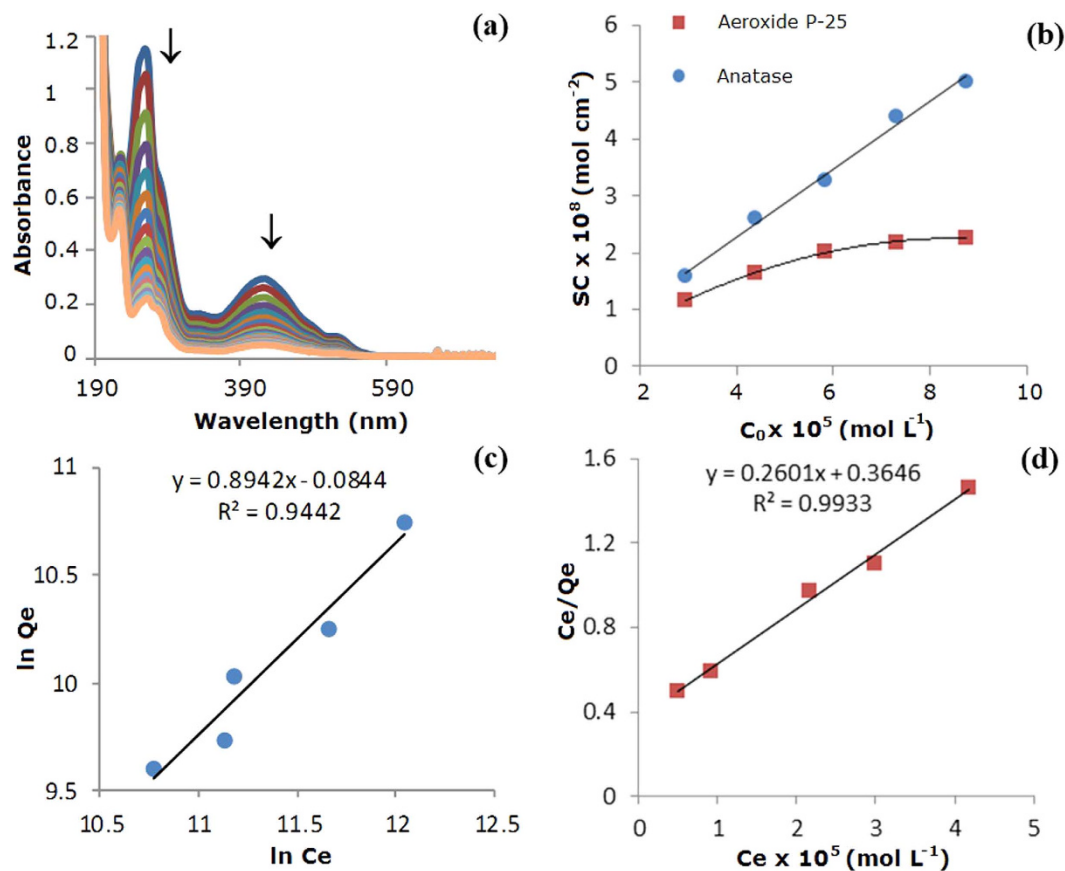 (a)
1.2
1
0.8
0.6
0.4
0.2
0
Absorbance
190
390
590
Wavelength (nm)
Aeroxide P-25
Anatase
(b)
6
5
4
3
2
1
0
SC x 10⁸ (mol cm⁻²)
2
4
6
8
10
C₀ x 10⁵ (mol L⁻¹)
(c)
y = 0.8942x - 0.0844
R² = 0.9442
11
10.5
10
9.5
ln Qe
10.5
11
11.5
12
12.5
ln Ce
(d)
y = 0.2601x + 0.3646
R² = 0.9933
1.6
1.2
0.8
0.4
0
Ce/Qe
0
1
2
3
4
5
Ce x 10⁵ (mol L⁻¹)